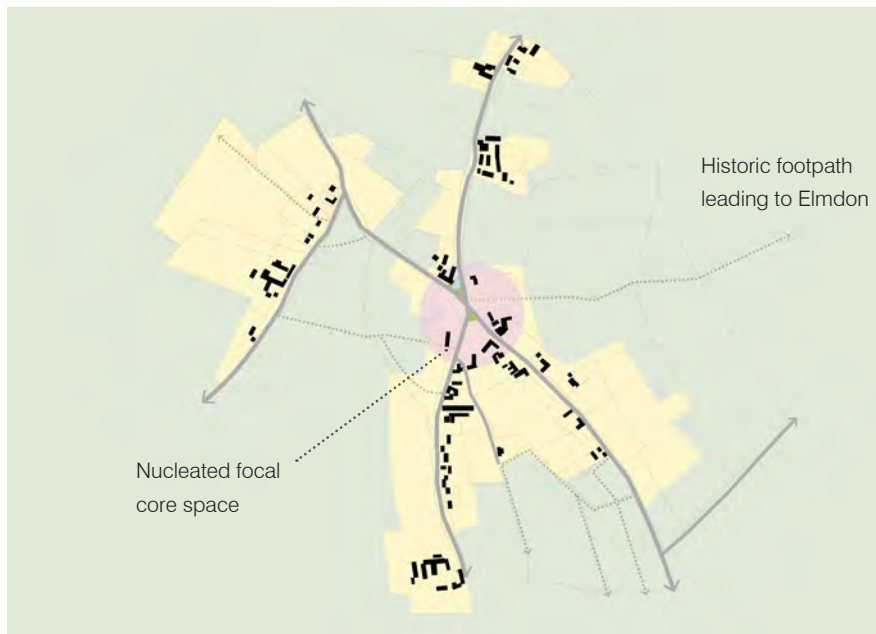 Historic footpath
leading to Elmdon
Nucleated focal
core space